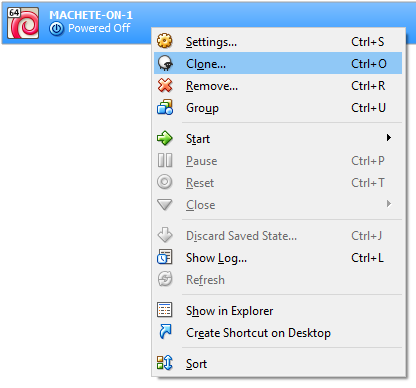 64
MACHETE-ON-1
Powered Off
Settings... Ctrl+S
Clone... Ctrl+O
Remove... Ctrl+R
Group Ctrl+U
Start
Pause Ctrl+P
Reset Ctrl+T
Close
Discard Saved State... Ctrl+J
Show Log... Ctrl+L
Refresh
Show in Explorer
Create Shortcut on Desktop
Sort